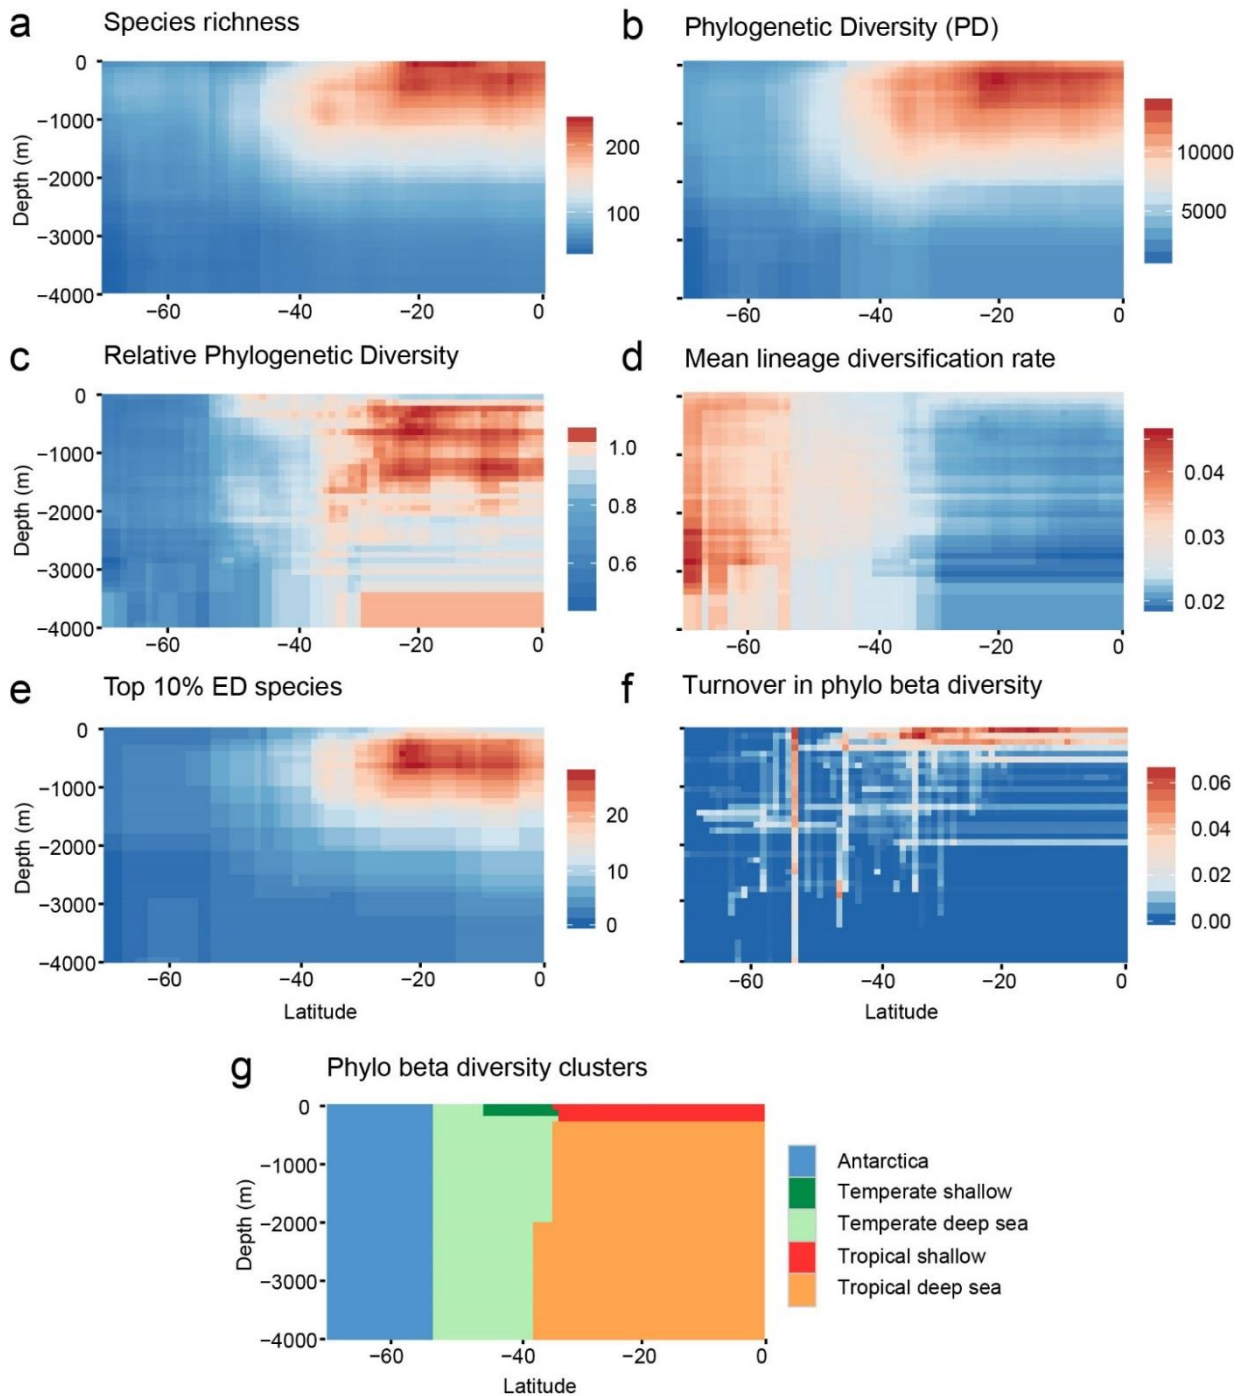 a Species richness
b Phylogenetic Diversity (PD)
0
−1000
−2000
−3000
−4000
Depth (m)
−60 −40 −20 0
200
100
−60 −40 −20 0
10000
5000
c Relative Phylogenetic Diversity
d Mean lineage diversification rate
0
−1000
−2000
−3000
−4000
Depth (m)
−60 −40 −20 0
1.0
0.8
0.6
−60 −40 −20 0
0.04
0.03
0.02
e Top 10% ED species
f Turnover in phylo beta diversity
0
−1000
−2000
−3000
−4000
Depth (m)
−60 −40 −20 0
Latitude
20
10
0
−60 −40 −20 0
Latitude
0.06
0.04
0.02
0.00
g Phylo beta diversity clusters
0
−1000
−2000
−3000
−4000
Depth (m)
−60 −40 −20 0
Latitude
Antarctica
Temperate shallow
Temperate deep sea
Tropical shallow
Tropical deep sea